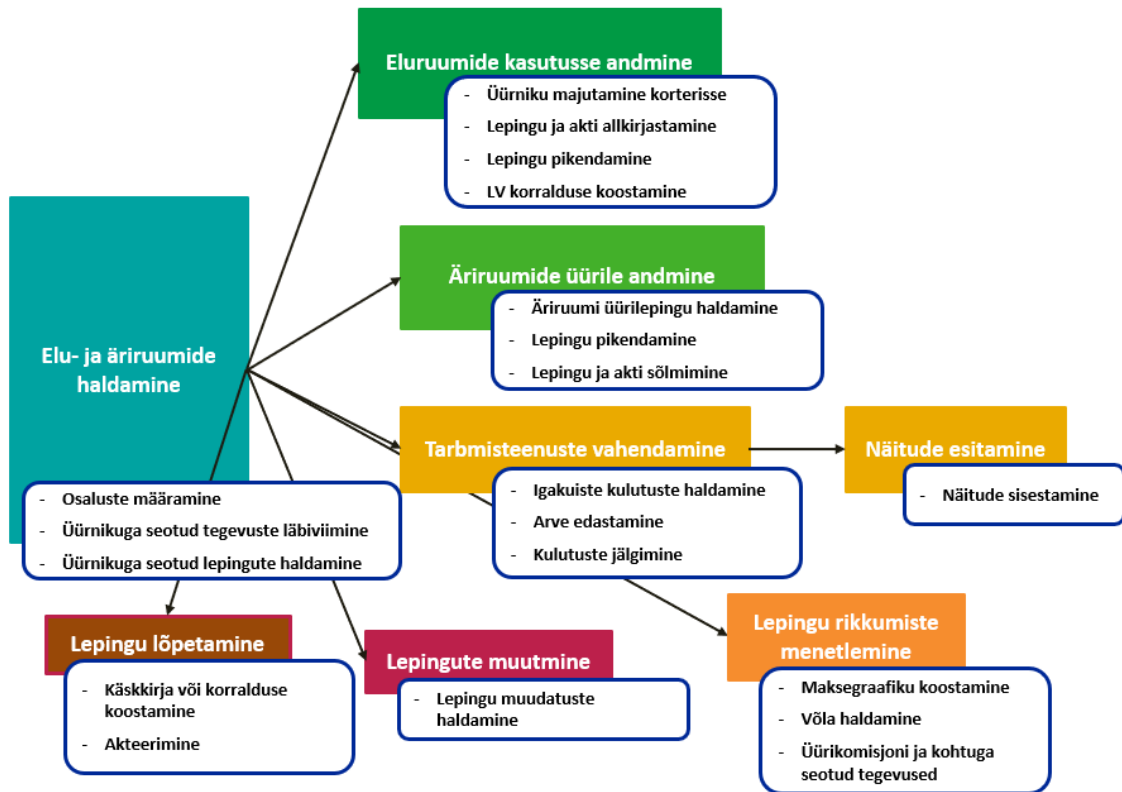 Eluruumide kasutusse andmine
- Üürniku majutamine korterisse
- Lepingu ja akti allkirjastamine
- Lepingu pikendamine
- LV korralduse koostamine
Äriruumide üürile andmine
- Äriruumi üürilepingu haldamine
- Lepingu pikendamine
- Lepingu ja akti sõlmimine
Elu- ja äriruumide
haldamine
- Osaluste määramine
- Üürnikuga seotud tegevuste läbiviimine
- Üürnikuga seotud lepingute haldamine
Tarbmisteenuste vahendamine
- Igakuiste kulutuste haldamine
- Arve edastamine
- Kulutuste jälgimine
Näitude esitamine
- Näitude sisestamine
Lepingu lõpetamine
- Käskkirja või korralduse
koostamine
- Akteerimine
Lepingute muutmine
- Lepingu muudatuste
haldamine
Lepingu rikkumiste
menetlemine
- Maksegraafiku koostamine
- Võla haldamine
- Üürikomisjoni ja kohtuga
seotud tegevused